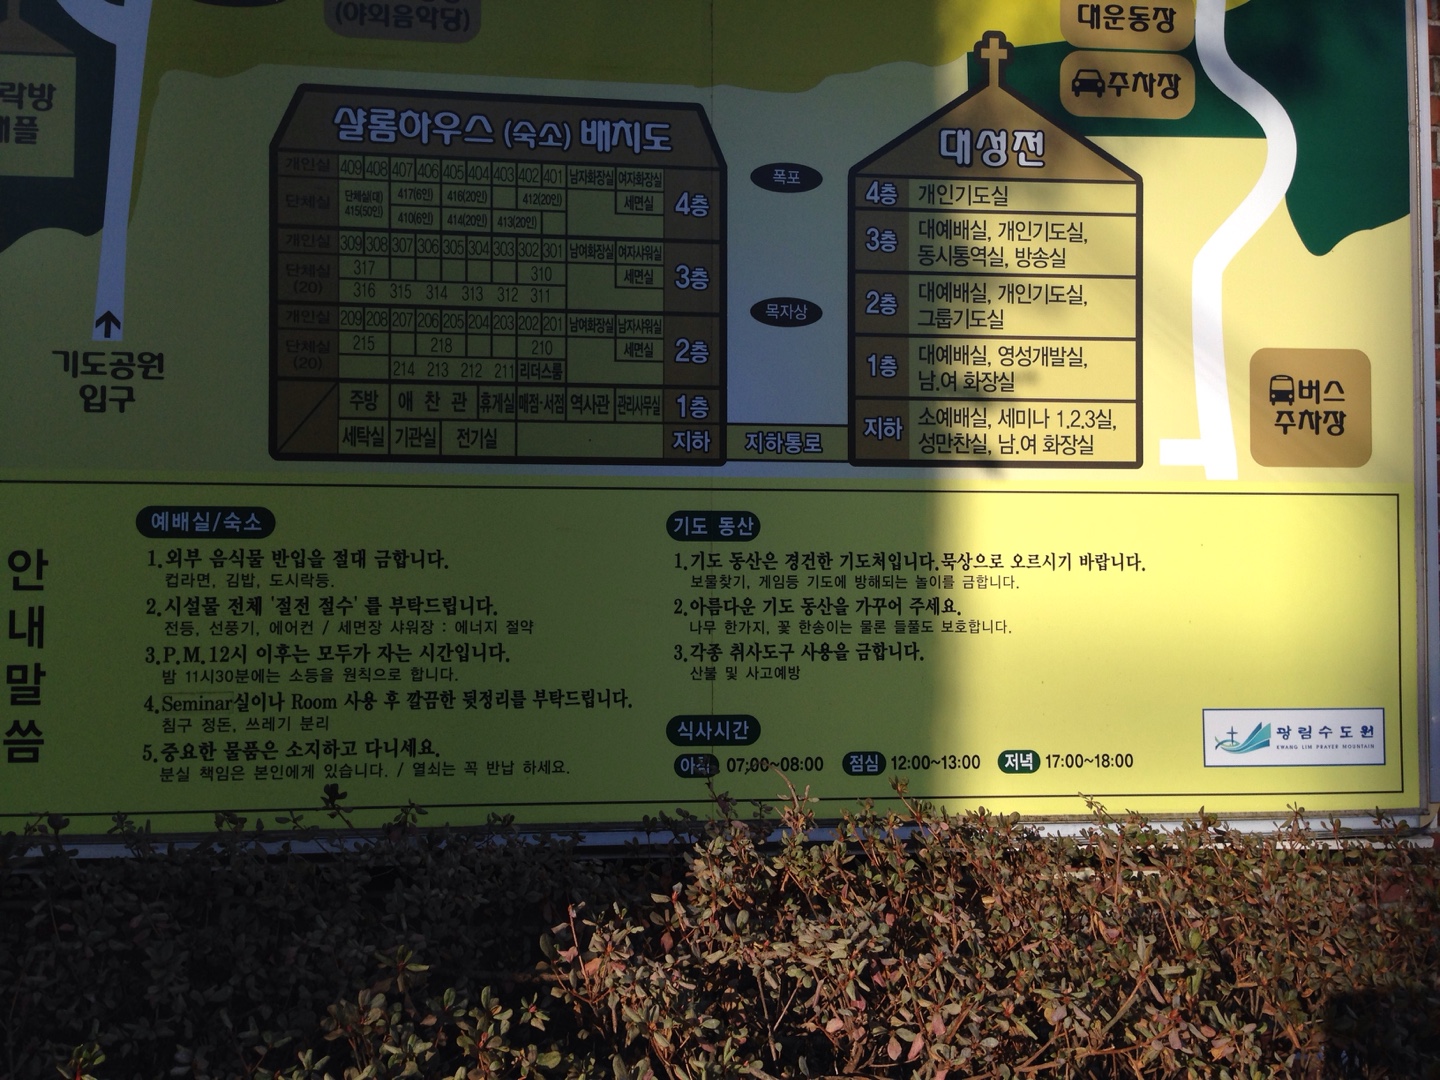 (야외음악당)
대운동장
주차장
락방
채플
기도공원
입구
샬롬하우스 (숙소) 배치도
개인실 409 408 407 406 405 404 403 402 401 남자화장실 여자화장실
단체실 단체실(대) 415(50인) 417(6인) 416(20인) 412(20인) 세면실 4층
410(6인) 414(20인) 413(20인)
개인실 309 308 307 306 305 304 303 302 301 남여화장실 여자샤워실
단체실 (20) 317 310 세면실 3층
316 315 314 313 312 311
개인실 209 208 207 206 205 204 203 202 201 남여화장실 남자샤워실
단체실 (20) 215 218 210 세면실 2층
214 213 212 211 리더스룸
주방 애찬관 휴게실 매점·서점 역사관 관리사무실 1층
세탁실 기관실 전기실 지하
폭포
목자상
지하통로
대성전
4층 개인기도실
3층 대예배실, 개인기도실,
동시통역실, 방송실
2층 대예배실, 개인기도실,
그룹기도실
1층 대예배실, 영성개발실,
남.여 화장실
지하 소예배실, 세미나 1.2.3실,
성만찬실, 남.여 화장실
버스
주차장
안내말씀
예배실/숙소
1.외부 음식물 반입을 절대 금합니다.
컵라면, 김밥, 도시락등.
2.시설물 전체 '절전 절수' 를 부탁드립니다.
전등, 선풍기, 에어컨 / 세면장 샤워장 : 에너지 절약
3.P.M.12시 이후는 모두가 자는 시간입니다.
밤 11시30분에는 소등을 원칙으로 합니다.
4.Seminar실이나 Room 사용 후 깔끔한 뒷정리를 부탁드립니다.
침구 정돈, 쓰레기 분리
5.중요한 물품은 소지하고 다니세요.
분실 책임은 본인에게 있습니다. / 열쇠는 꼭 반납 하세요.
기도 동산
1.기도 동산은 경건한 기도처입니다.묵상으로 오르시기 바랍니다.
보물찾기, 게임등 기도에 방해되는 놀이를 금합니다.
2.아름다운 기도 동산을 가꾸어 주세요.
나무 한가지, 꽃 한송이는 물론 들풀도 보호합니다.
3.각종 취사도구 사용을 금합니다.
산불 및 사고예방
식사시간
아침 07:00~08:00 점심 12:00~13:00 저녁 17:00~18:00
광림수도원
KWANG LIM PRAYER MOUNTAIN